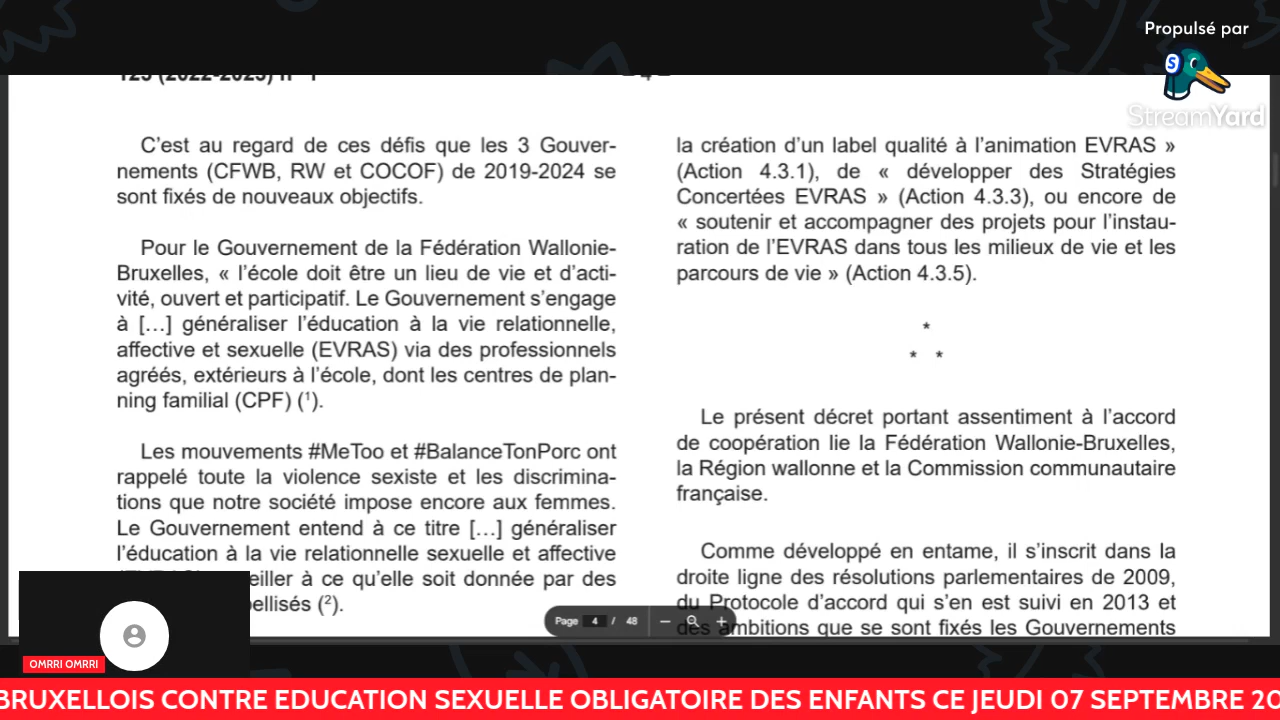 Propulsé par
S
StreamYard
123 (2022-2023) n° 1
— 4 —
C'est au regard de ces défis que les 3 Gouver-
nements (CFWB, RW et COCOF) de 2019-2024 se
sont fixés de nouveaux objectifs.
Pour le Gouvernement de la Fédération Wallonie-
Bruxelles, « l'école doit être un lieu de vie et d'acti-
vité, ouvert et participatif. Le Gouvernement s'engage
à […] généraliser l'éducation à la vie relationnelle,
affective et sexuelle (EVRAS) via des professionnels
agréés, extérieurs à l'école, dont les centres de plan-
ning familial (CPF) (¹).
Les mouvements #MeToo et #BalanceTonPorc ont
rappelé toute la violence sexiste et les discrimina-
tions que notre société impose encore aux femmes.
Le Gouvernement entend à ce titre […] généraliser
l'éducation à la vie relationnelle sexuelle et affective
eiller à ce qu'elle soit donnée par des
ellisés (²).
la création d'un label qualité à l'animation EVRAS »
(Action 4.3.1), de « développer des Stratégies
Concertées EVRAS » (Action 4.3.3), ou encore de
« soutenir et accompagner des projets pour l'instau-
ration de l'EVRAS dans tous les milieux de vie et les
parcours de vie » (Action 4.3.5).
*
* *
Le présent décret portant assentiment à l'accord
de coopération lie la Fédération Wallonie-Bruxelles,
la Région wallonne et la Commission communautaire
française.
Comme développé en entame, il s'inscrit dans la
droite ligne des résolutions parlementaires de 2009,
du Protocole d'accord qui s'en est suivi en 2013 et
des ambitions que se sont fixés les Gouvernements
Page 4 / 48
OMRRI OMRRI
BRUXELLOIS CONTRE EDUCATION SEXUELLE OBLIGATOIRE DES ENFANTS CE JEUDI 07 SEPTEMBRE 20